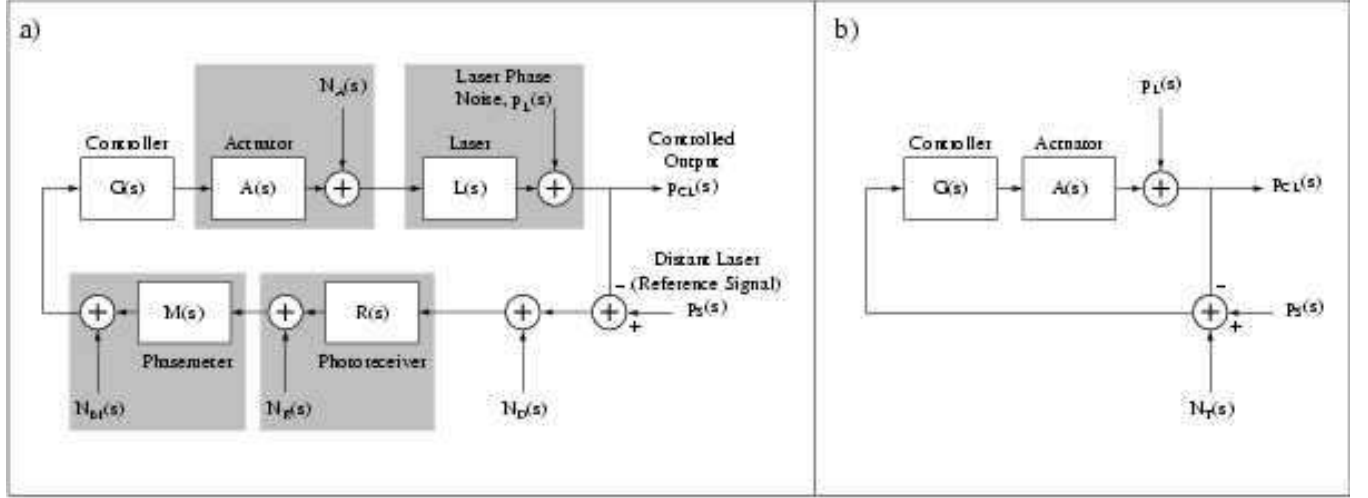 a)
N_A(s)
Laser Phase
Noise, p_L(s)
Controller
Actuator
Laser
Controlled
Output
G(s)
A(s)
+
L(s)
+
p_CL(s)
Distant Laser
(Reference Signal)
-
+
M(s)
+
R(s)
+
+
+
p_S(s)
Phasemeter
Photoreceiver
N_M(s)
N_R(s)
N_D(s)
b)
p_L(s)
Controller
Actuator
G(s)
A(s)
+
p_CL(s)
-
+
+
p_S(s)
N_T(s)